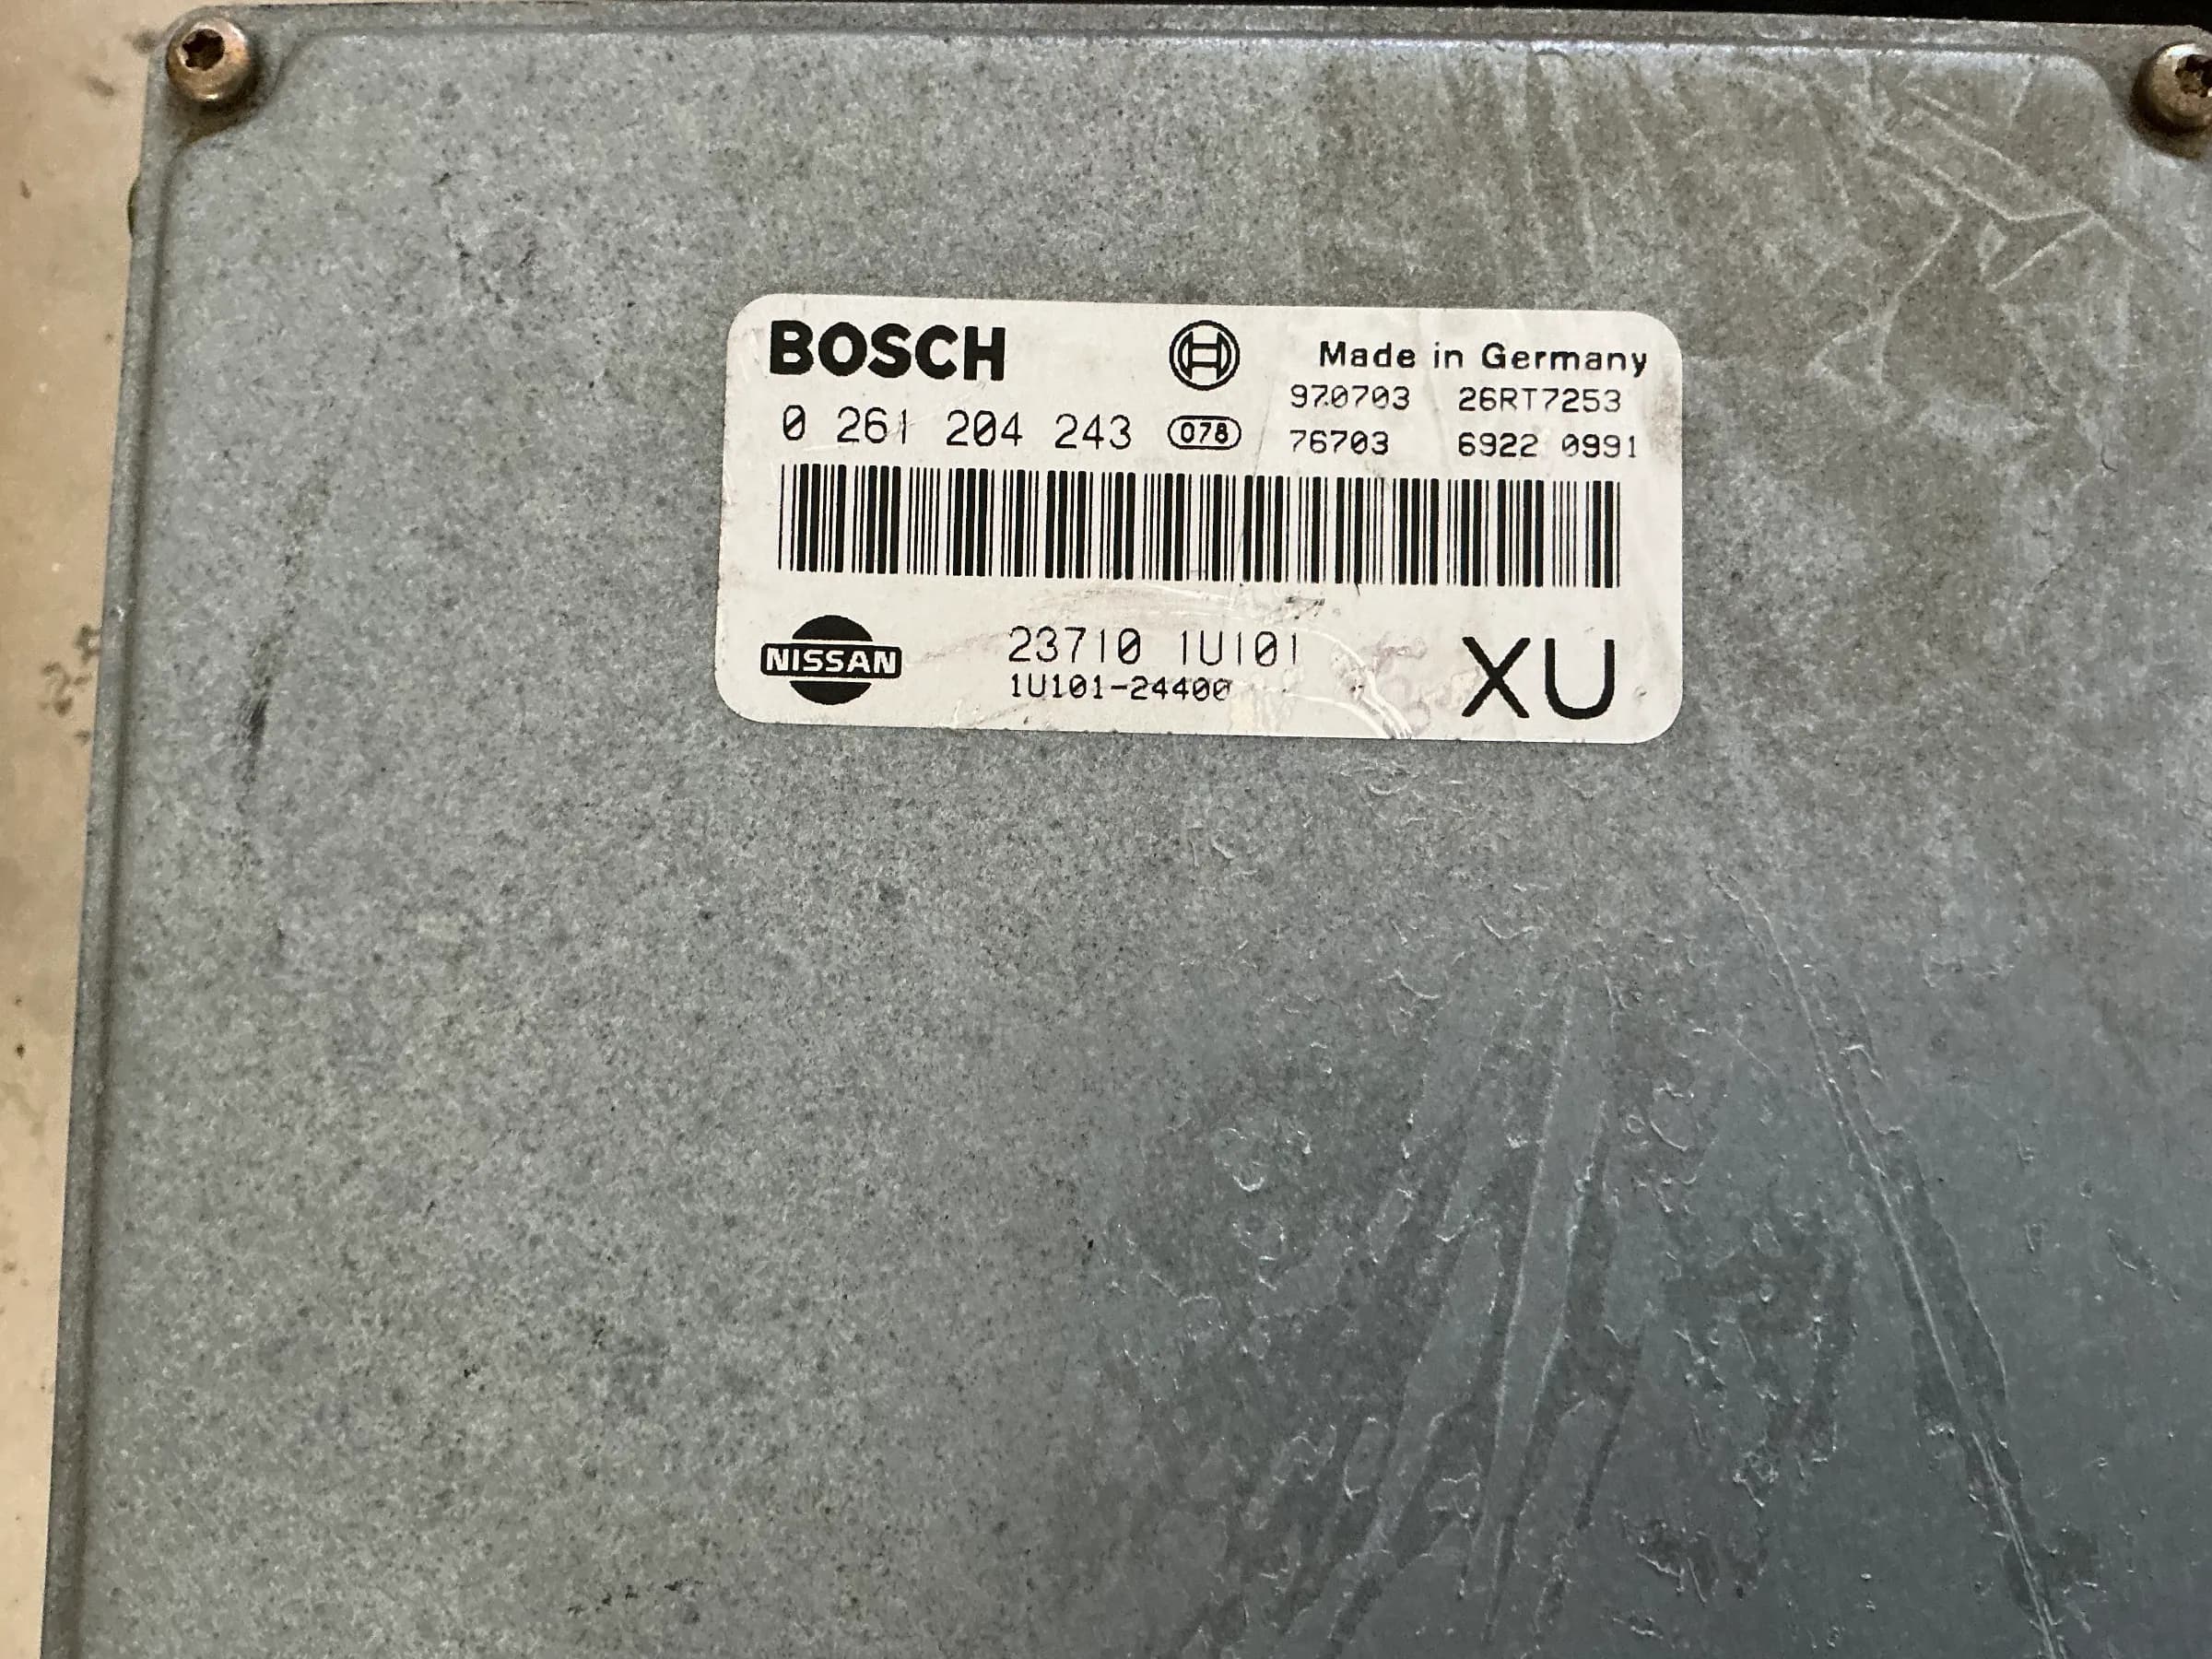 BOSCH Made in Germany
970703 26RT7253
0 261 204 243 078
76703 6922 0991
NISSAN 23710 1U101 XU
1U101-24400